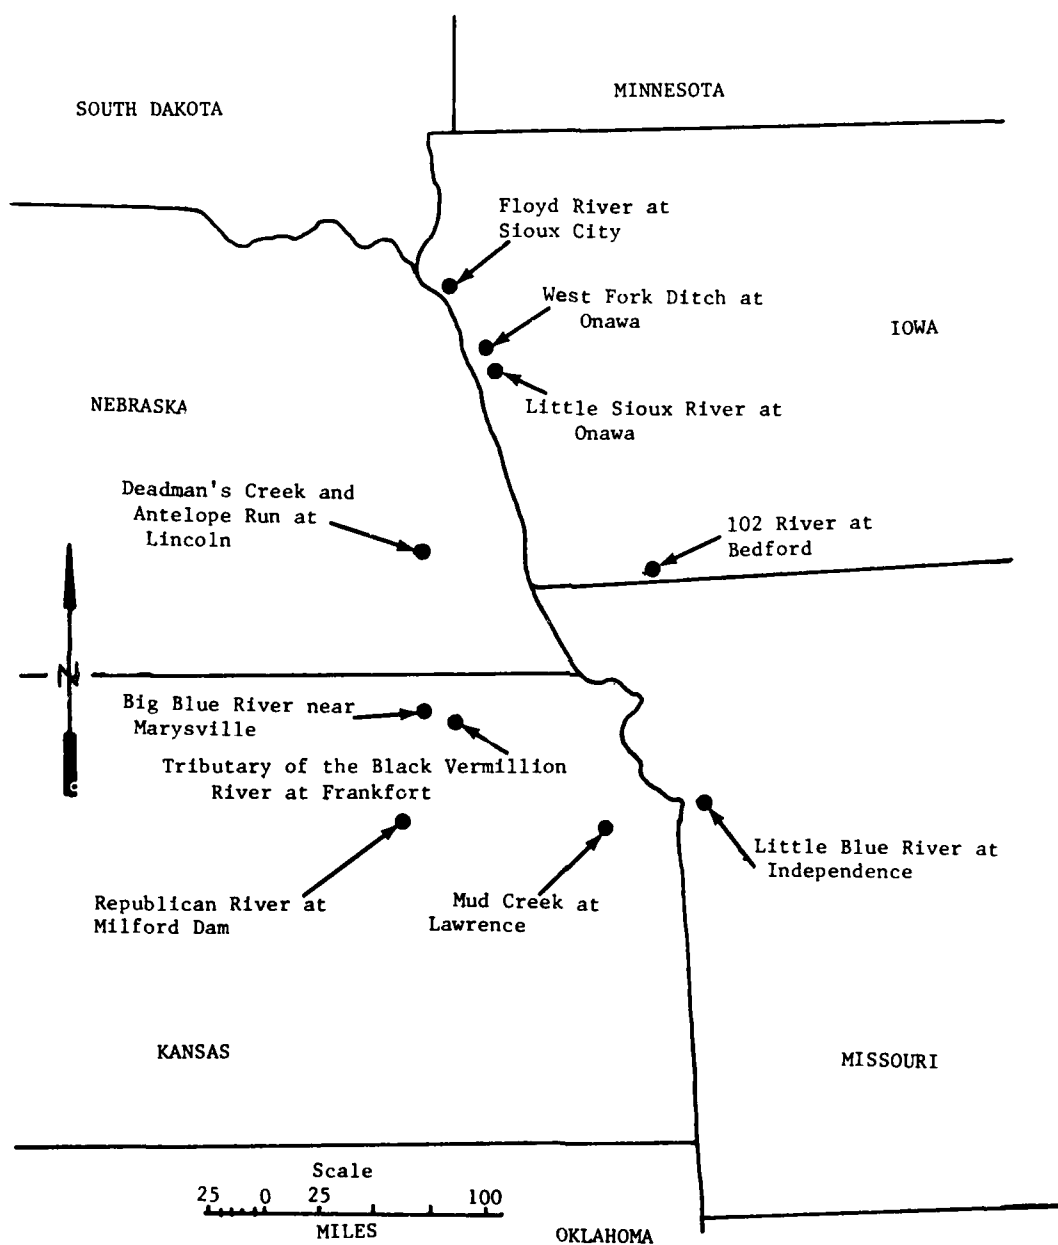 SOUTH DAKOTA
MINNESOTA
Floyd River at
Sioux City
West Fork Ditch at
Onawa
IOWA
NEBRASKA
Little Sioux River at
Onawa
Deadman's Creek and
Antelope Run at
Lincoln
102 River at
Bedford
N
Big Blue River near
Marysville
Tributary of the Black Vermillion
River at Frankfort
Little Blue River at
Independence
Republican River at
Milford Dam
Mud Creek at
Lawrence
KANSAS
MISSOURI
Scale
25 0 25 100
MILES
OKLAHOMA